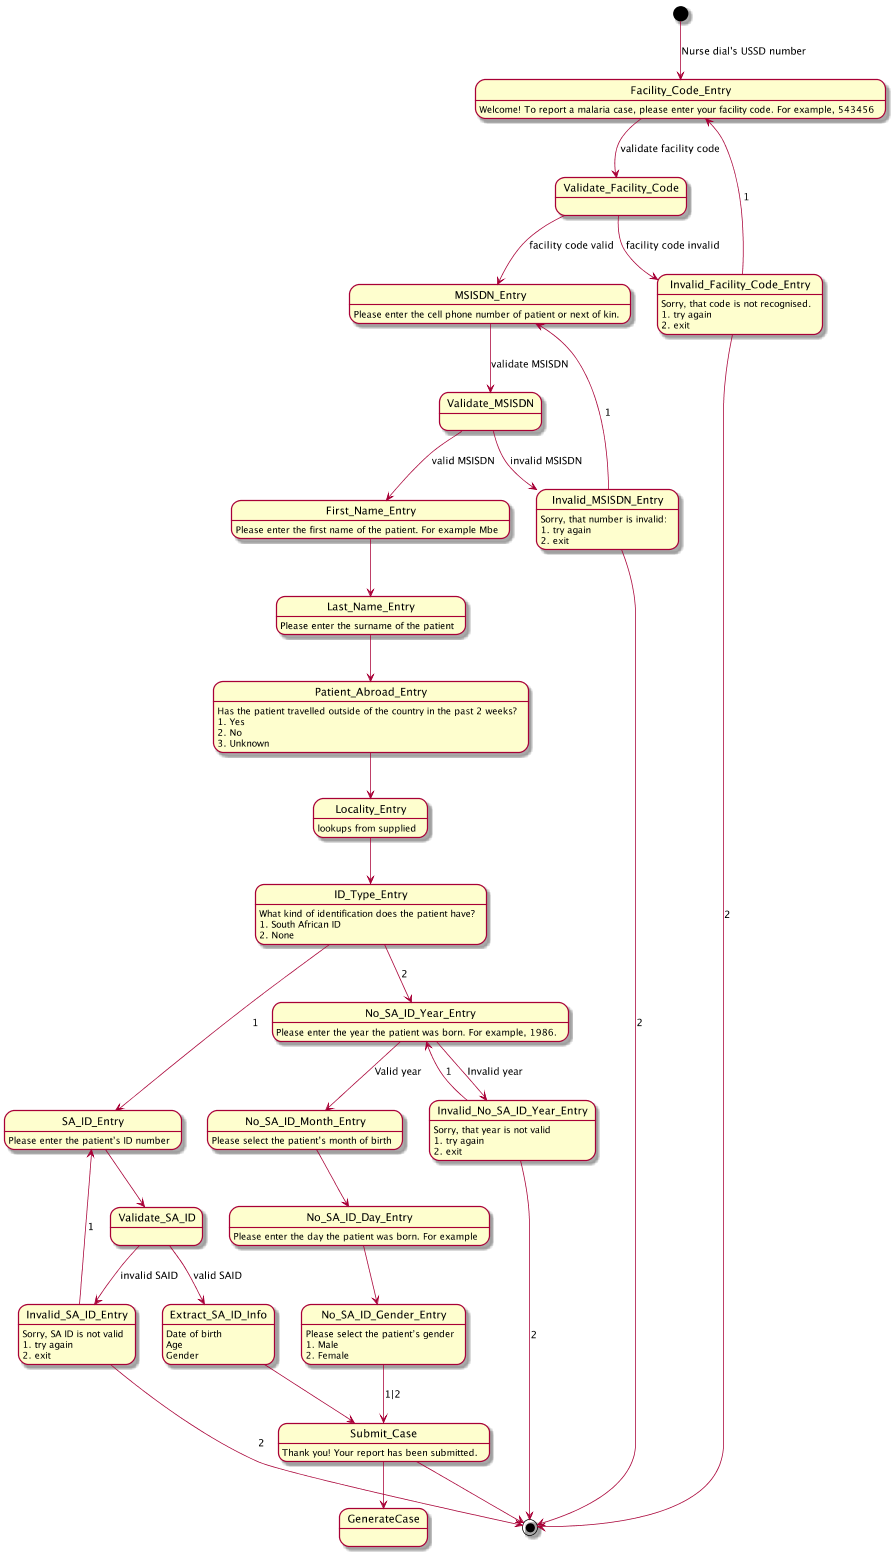 Nurse dial's USSD number
Facility_Code_Entry
Welcome! To report a malaria case, please enter your facility code. For example, 543456
validate facility code
Validate_Facility_Code
1
facility code valid
facility code invalid
MSISDN_Entry
Please enter the cell phone number of patient or next of kin.
Invalid_Facility_Code_Entry
Sorry, that code is not recognised.
1. try again
2. exit
validate MSISDN
Validate_MSISDN
1
valid MSISDN
invalid MSISDN
First_Name_Entry
Please enter the first name of the patient. For example Mbe
Invalid_MSISDN_Entry
Sorry, that number is invalid:
1. try again
2. exit
Last_Name_Entry
Please enter the surname of the patient
Patient_Abroad_Entry
Has the patient travelled outside of the country in the past 2 weeks?
1. Yes
2. No
3. Unknown
Locality_Entry
lookups from supplied
ID_Type_Entry
What kind of identification does the patient have?
1. South African ID
2. None
2
2
1
2
No_SA_ID_Year_Entry
Please enter the year the patient was born. For example, 1986.
Valid year
1
Invalid year
SA_ID_Entry
Please enter the patient's ID number
No_SA_ID_Month_Entry
Please select the patient's month of birth
Invalid_No_SA_ID_Year_Entry
Sorry, that year is not valid
1. try again
2. exit
1
Validate_SA_ID
No_SA_ID_Day_Entry
Please enter the day the patient was born. For example
invalid SAID
valid SAID
Invalid_SA_ID_Entry
Sorry, SA ID is not valid
1. try again
2. exit
Extract_SA_ID_Info
Date of birth
Age
Gender
No_SA_ID_Gender_Entry
Please select the patient's gender
1. Male
2. Female
2
1|2
2
Submit_Case
Thank you! Your report has been submitted.
GenerateCase